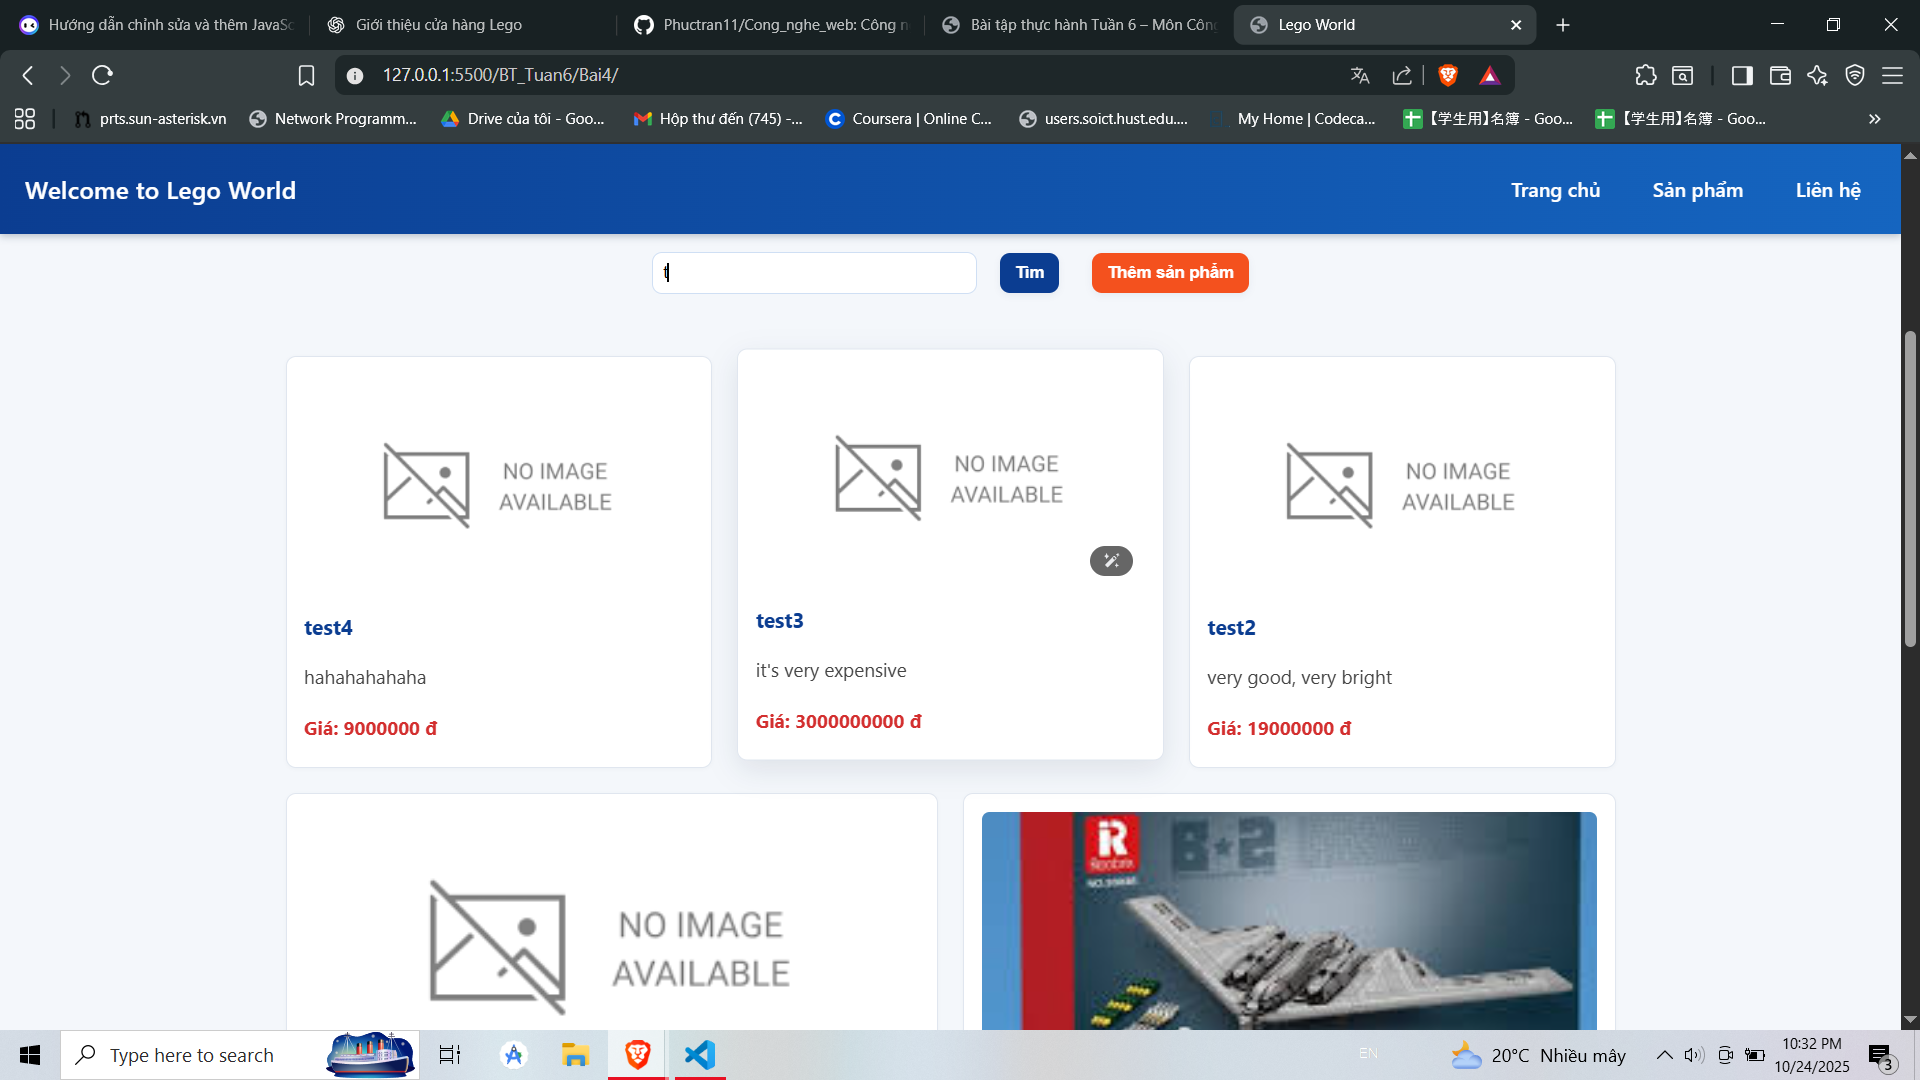 Hướng dẫn chỉnh sửa và thêm JavaSc
Giới thiệu cửa hàng Lego
Phuctran11/Cong_nghe_web: Công n
Bài tập thực hành Tuần 6 – Môn Công
Lego World
127.0.0.1:5500/BT_Tuan6/Bai4/
prts.sun-asterisk.vn
Network Programm...
Drive của tôi - Goo...
Hộp thư đến (745) -...
Coursera | Online C...
users.soict.hust.edu....
My Home | Codeca...
【学生用】名簿 - Goo...
【学生用】名簿 - Goo...
Welcome to Lego World
Trang chủ
Sản phẩm
Liên hệ
t
Tìm
Thêm sản phẩm
NO IMAGE
AVAILABLE
test4
hahahahahaha
Giá: 9000000 đ
NO IMAGE
AVAILABLE
test3
it's very expensive
Giá: 3000000000 đ
NO IMAGE
AVAILABLE
test2
very good, very bright
Giá: 19000000 đ
NO IMAGE
AVAILABLE
R
B★2
Type here to search
EN
20°C Nhiều mây
10:32 PM
10/24/2025
3